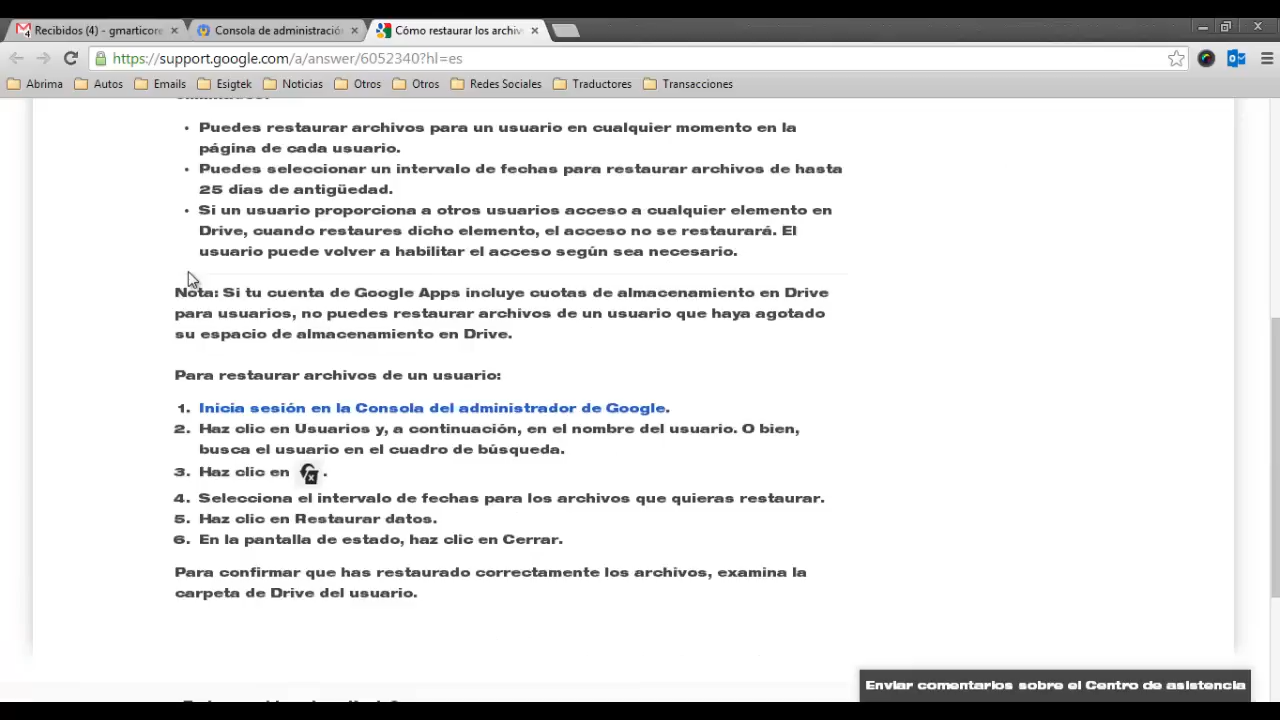 Recibidos (4) - gmarticore
Consola de administración
Cómo restaurar los archiv
https://support.google.com/a/answer/6052340?hl=es
Abrima
Autos
Emails
Esigtek
Noticias
Otros
Otros
Redes Sociales
Traductores
Transacciones
Puedes restaurar archivos para un usuario en cualquier momento en la
página de cada usuario.
Puedes seleccionar un intervalo de fechas para restaurar archivos de hasta
25 días de antigüedad.
Si un usuario proporciona a otros usuarios acceso a cualquier elemento en
Drive, cuando restaures dicho elemento, el acceso no se restaurará. El
usuario puede volver a habilitar el acceso según sea necesario.
Nota: Si tu cuenta de Google Apps incluye cuotas de almacenamiento en Drive
para usuarios, no puedes restaurar archivos de un usuario que haya agotado
su espacio de almacenamiento en Drive.
Para restaurar archivos de un usuario:
1. Inicia sesión en la Consola del administrador de Google.
2. Haz clic en Usuarios y, a continuación, en el nombre del usuario. O bien,
busca el usuario en el cuadro de búsqueda.
3. Haz clic en .
4. Selecciona el intervalo de fechas para los archivos que quieras restaurar.
5. Haz clic en Restaurar datos.
6. En la pantalla de estado, haz clic en Cerrar.
Para confirmar que has restaurado correctamente los archivos, examina la
carpeta de Drive del usuario.
Enviar comentarios sobre el Centro de asistencia